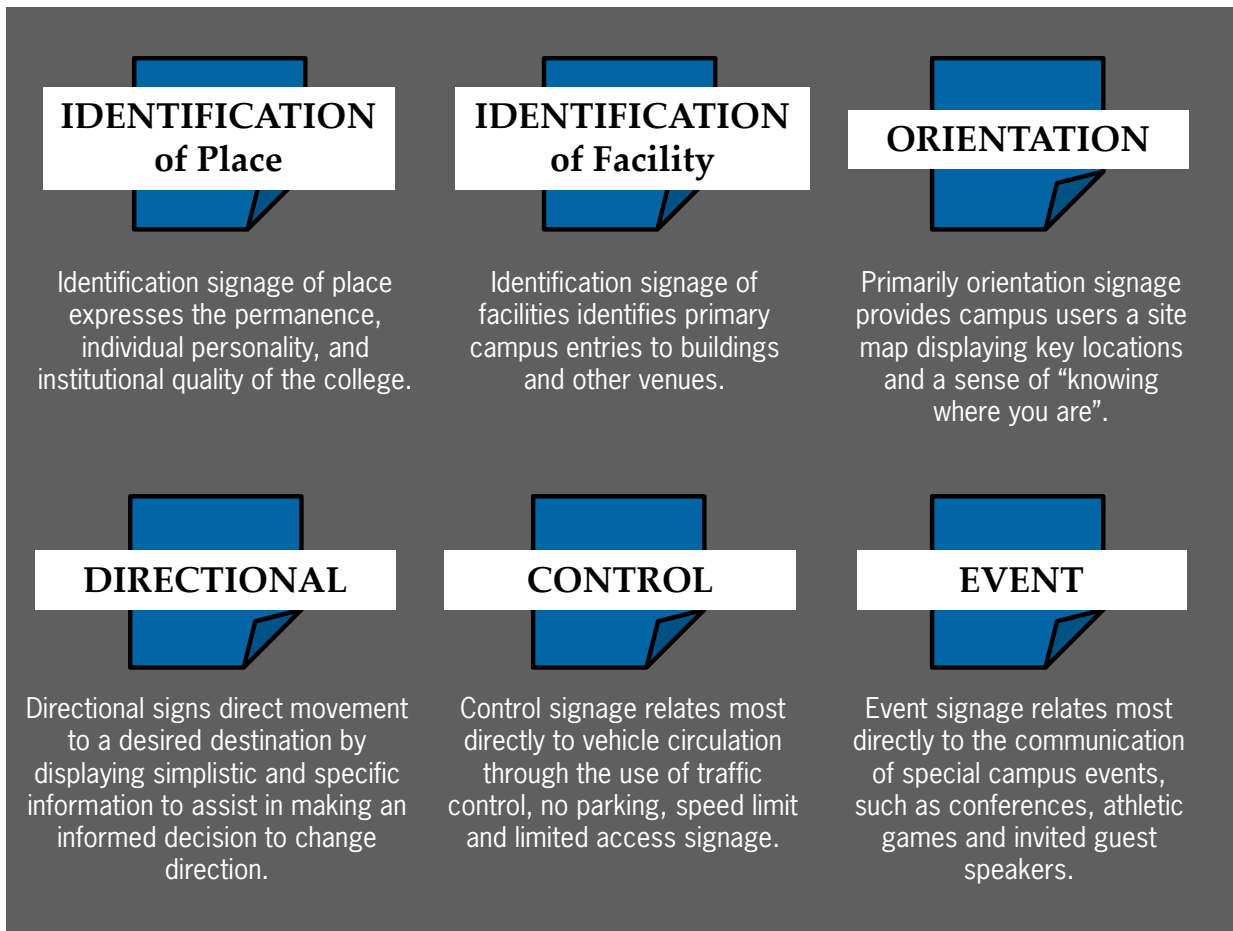 IDENTIFICATION
of Place
Identification signage of place
expresses the permanence,
individual personality, and
institutional quality of the college.
IDENTIFICATION
of Facility
Identification signage of
facilities identifies primary
campus entries to buildings
and other venues.
ORIENTATION
Primarily orientation signage
provides campus users a site
map displaying key locations
and a sense of “knowing
where you are”.
DIRECTIONAL
Directional signs direct movement
to a desired destination by
displaying simplistic and specific
information to assist in making an
informed decision to change
direction.
CONTROL
Control signage relates most
directly to vehicle circulation
through the use of traffic
control, no parking, speed limit
and limited access signage.
EVENT
Event signage relates most
directly to the communication
of special campus events,
such as conferences, athletic
games and invited guest
speakers.